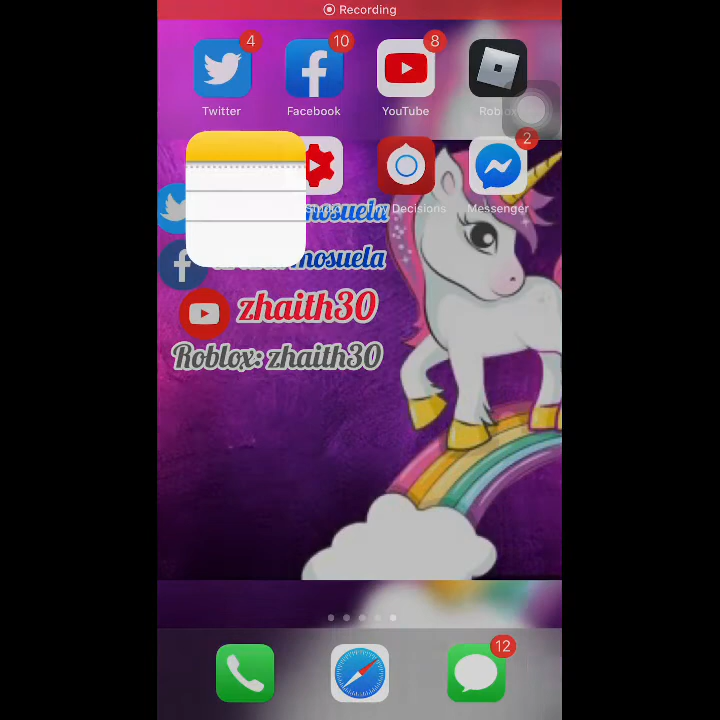 Recording
4 10 8
Twitter Facebook YouTube
2
Decisions Messenger
zhaith30
Roblox: zhaith30
12